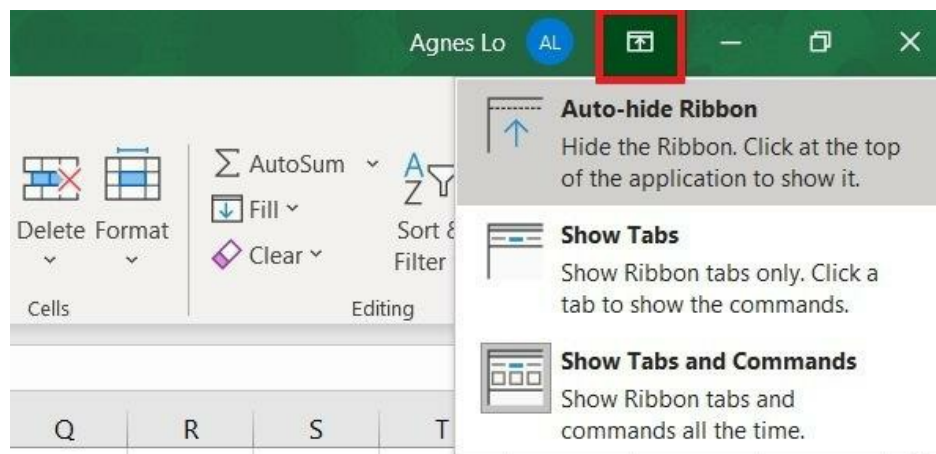 Agnes Lo AL
Auto-hide Ribbon
Hide the Ribbon. Click at the top
of the application to show it.
Show Tabs
Show Ribbon tabs only. Click a
tab to show the commands.
Show Tabs and Commands
Show Ribbon tabs and
commands all the time.
Delete Format
Cells
AutoSum
Fill
Clear
Sort &
Filter
Editing
Q R S T